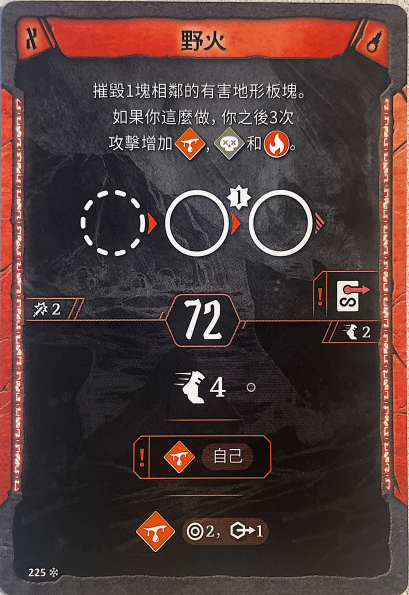 א
野火
摧毀1塊相鄰的有害地形板塊。
如果你這麼做，你之後3次
攻擊增加 , 和 。
1
S
!
2
72
2
4
! 自己
2, 1
225